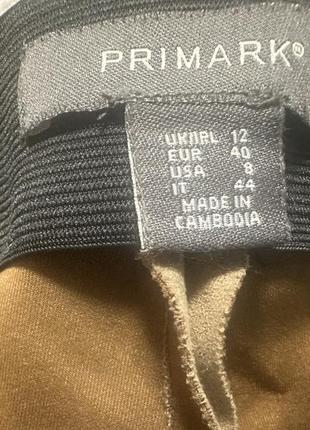 PRIMARK®
UK/IRL 12
EUR 40
USA 8
IT 44
MADE IN
CAMBODIA